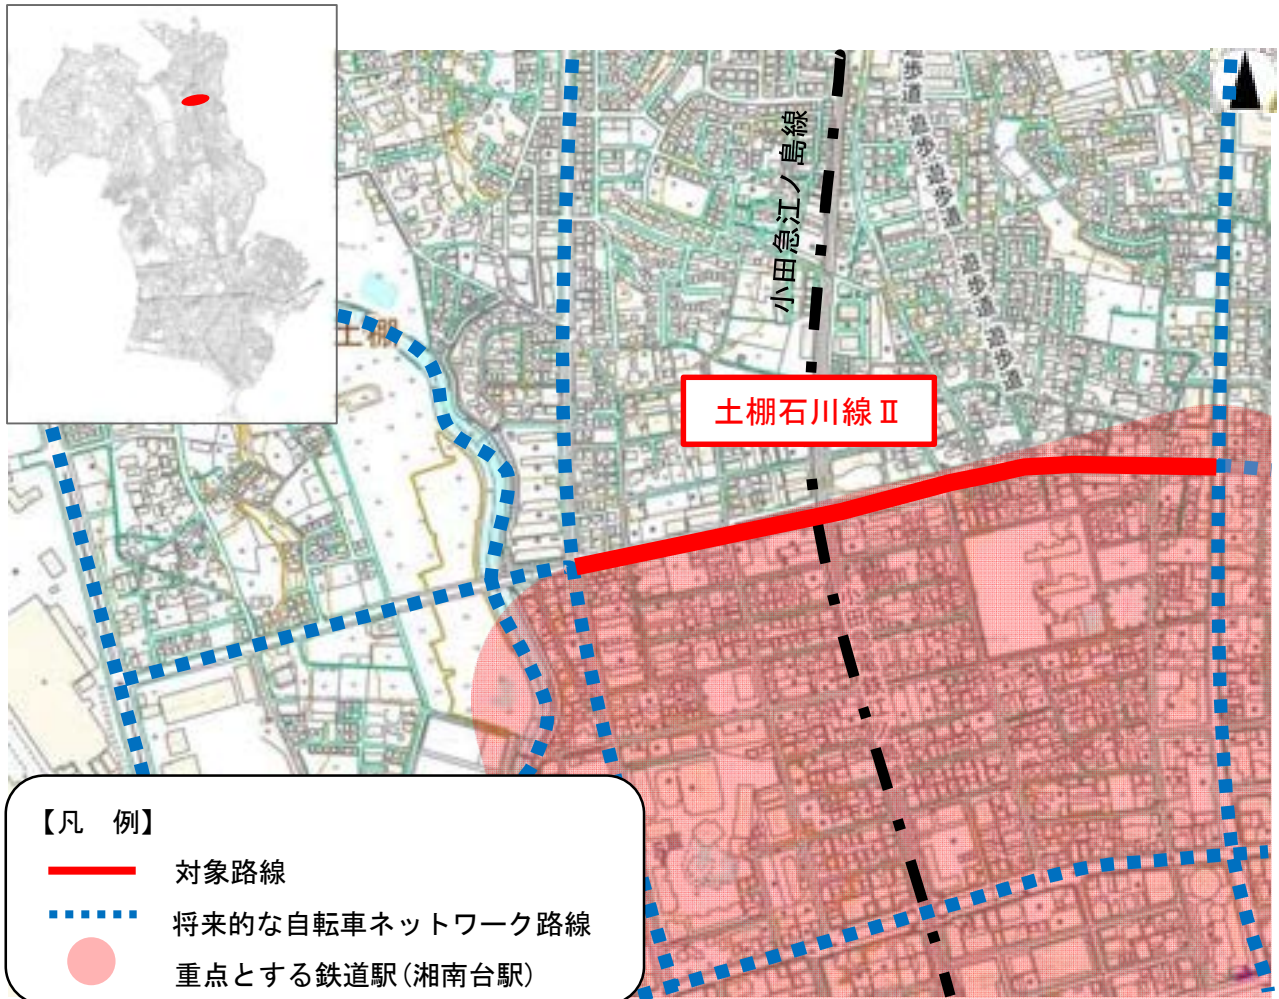 小田急江ノ島線
遊歩道
遊歩道
遊歩道
遊歩道
遊歩道
土棚
土棚石川線Ⅱ
【凡　例】
対象路線
将来的な自転車ネットワーク路線
重点とする鉄道駅(湘南台駅)